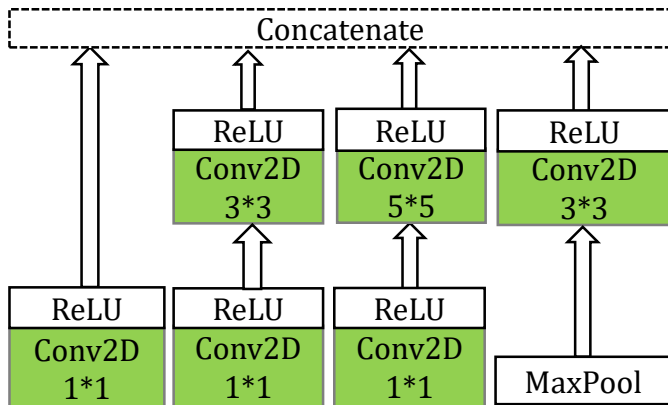 Concatenate
ReLU
Conv2D
3*3
ReLU
Conv2D
5*5
ReLU
Conv2D
3*3
ReLU
Conv2D
1*1
ReLU
Conv2D
1*1
ReLU
Conv2D
1*1
MaxPool